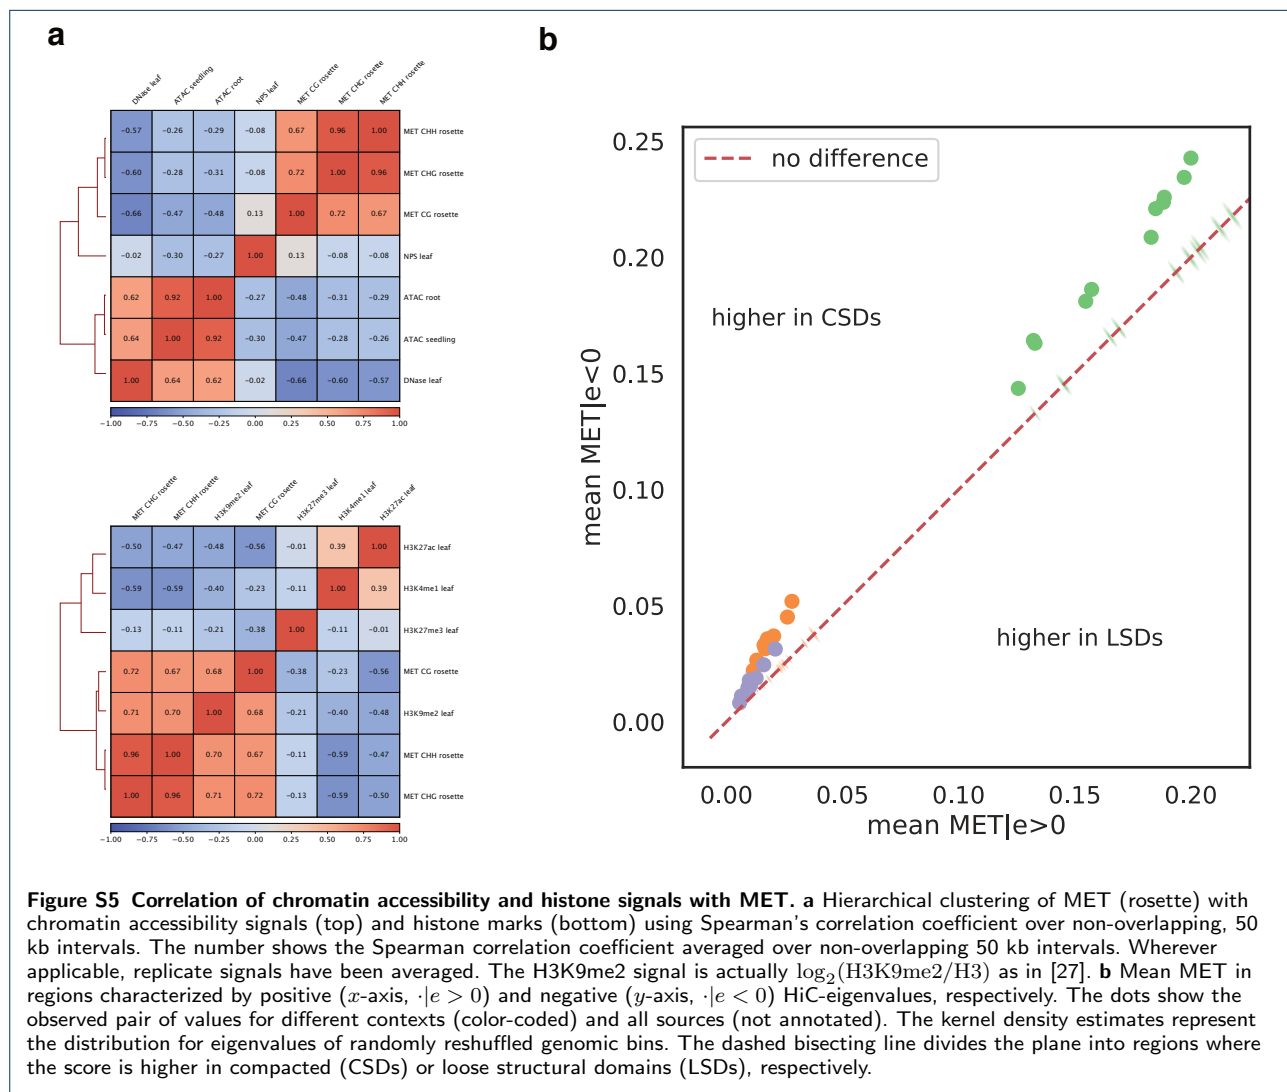 a
DNase leaf
ATAC seedling
ATAC root
NPS leaf
MET CG rosette
MET CHG rosette
MET CHH rosette
−0.57 −0.26 −0.29 −0.08 0.67 0.96 1.00 MET CHH rosette
−0.60 −0.28 −0.31 −0.08 0.72 1.00 0.96 MET CHG rosette
−0.66 −0.47 −0.48 0.13 1.00 0.72 0.67 MET CG rosette
−0.02 −0.30 −0.27 1.00 0.13 −0.08 −0.08 NPS leaf
0.62 0.92 1.00 −0.27 −0.48 −0.31 −0.29 ATAC root
0.64 1.00 0.92 −0.30 −0.47 −0.28 −0.26 ATAC seedling
1.00 0.64 0.62 −0.02 −0.66 −0.60 −0.57 DNase leaf
−1.00 −0.75 −0.50 −0.25 0.00 0.25 0.50 0.75 1.00
MET CHG rosette
MET CHH rosette
H3K9me2 leaf
MET CG rosette
H3K27me3 leaf
H3K4me1 leaf
H3K27ac leaf
−0.50 −0.47 −0.48 −0.56 −0.01 0.39 1.00 H3K27ac leaf
−0.59 −0.59 −0.40 −0.23 −0.11 1.00 0.39 H3K4me1 leaf
−0.13 −0.11 −0.21 −0.38 1.00 −0.11 −0.01 H3K27me3 leaf
0.72 0.67 0.68 1.00 −0.38 −0.23 −0.56 MET CG rosette
0.71 0.70 1.00 0.68 −0.21 −0.40 −0.48 H3K9me2 leaf
0.96 1.00 0.70 0.67 −0.11 −0.59 −0.47 MET CHH rosette
1.00 0.96 0.71 0.72 −0.13 −0.59 −0.50 MET CHG rosette
−1.00 −0.75 −0.50 −0.25 0.00 0.25 0.50 0.75 1.00
b
no difference
higher in CSDs
higher in LSDs
mean MET|e<0
0.25
0.20
0.15
0.10
0.05
0.00
0.00 0.05 0.10 0.15 0.20
mean MET|e>0
Figure S5 Correlation of chromatin accessibility and histone signals with MET. a Hierarchical clustering of MET (rosette) with
chromatin accessibility signals (top) and histone marks (bottom) using Spearman's correlation coefficient over non-overlapping, 50
kb intervals. The number shows the Spearman correlation coefficient averaged over non-overlapping 50 kb intervals. Wherever
applicable, replicate signals have been averaged. The H3K9me2 signal is actually log₂(H3K9me2/H3) as in [27]. b Mean MET in
regions characterized by positive (x-axis, ·|e > 0) and negative (y-axis, ·|e < 0) HiC-eigenvalues, respectively. The dots show the
observed pair of values for different contexts (color-coded) and all sources (not annotated). The kernel density estimates represent
the distribution for eigenvalues of randomly reshuffled genomic bins. The dashed bisecting line divides the plane into regions where
the score is higher in compacted (CSDs) or loose structural domains (LSDs), respectively.